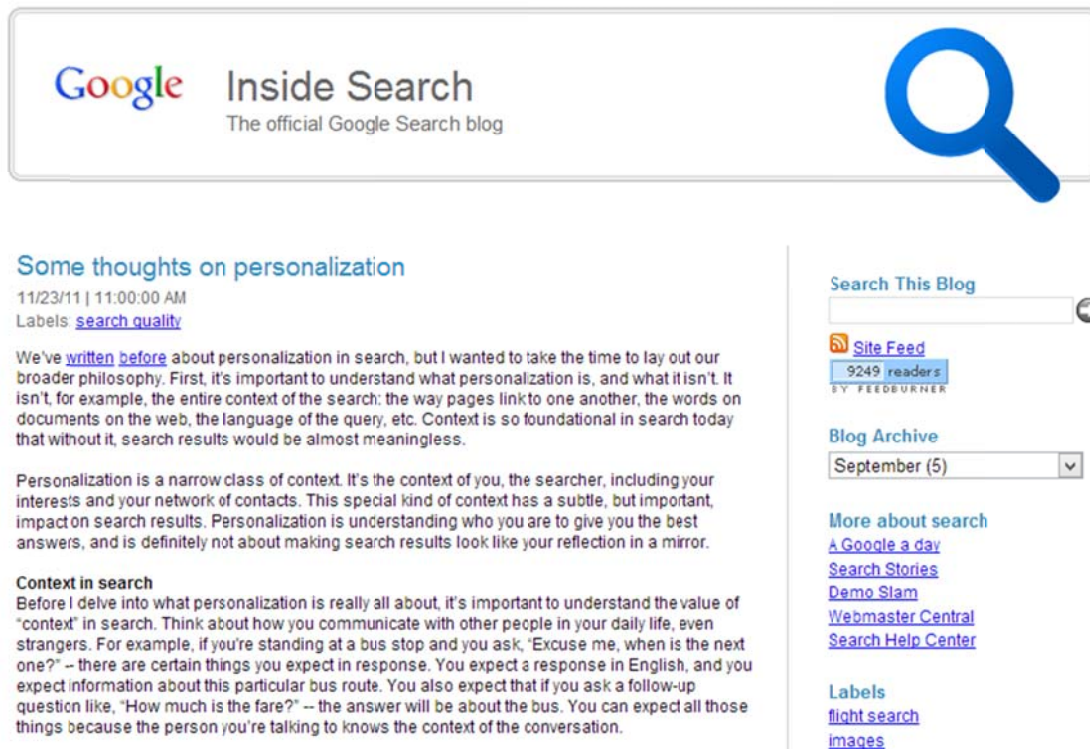 Google
Inside Search
The official Google Search blog
Some thoughts on personalization
11/23/11 | 11:00:00 AM
Labels: search quality
We've written before about personalization in search, but I wanted to take the time to lay out our
broader philosophy. First, it's important to understand what personalization is, and what it isn't. It
isn't, for example, the entire context of the search: the way pages link to one another, the words on
documents on the web, the language of the query, etc. Context is so foundational in search today
that without it, search results would be almost meaningless.
Personalization is a narrow class of context. It's the context of you, the searcher, including your
interests and your network of contacts. This special kind of context has a subtle, but important,
impact on search results. Personalization is understanding who you are to give you the best
answers, and is definitely not about making search results look like your reflection in a mirror.
Context in search
Before I delve into what personalization is really all about, it's important to understand the value of
“context” in search. Think about how you communicate with other people in your daily life, even
strangers. For example, if you're standing at a bus stop and you ask, “Excuse me, when is the next
one?” -- there are certain things you expect in response. You expect a response in English, and you
expect information about this particular bus route. You also expect that if you ask a follow-up
question like, “How much is the fare?” -- the answer will be about the bus. You can expect all those
things because the person you're talking to knows the context of the conversation.
Search This Blog
Site Feed
9249 readers
BY FEEDBURNER
Blog Archive
September (5)
More about search
A Google a day
Search Stories
Demo Slam
Webmaster Central
Search Help Center
Labels
flight search
images